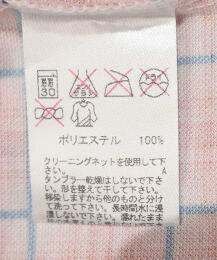 30
ポリエステル 100%
クリーニングネットを使用して下
さい。 A
タンブラー乾燥はしないで下さ
い。形を整えて干して下さい。
移染しますから他のものと分け
て洗って下さい。長時間水に浸
漬しないで下さい。濡れたまま